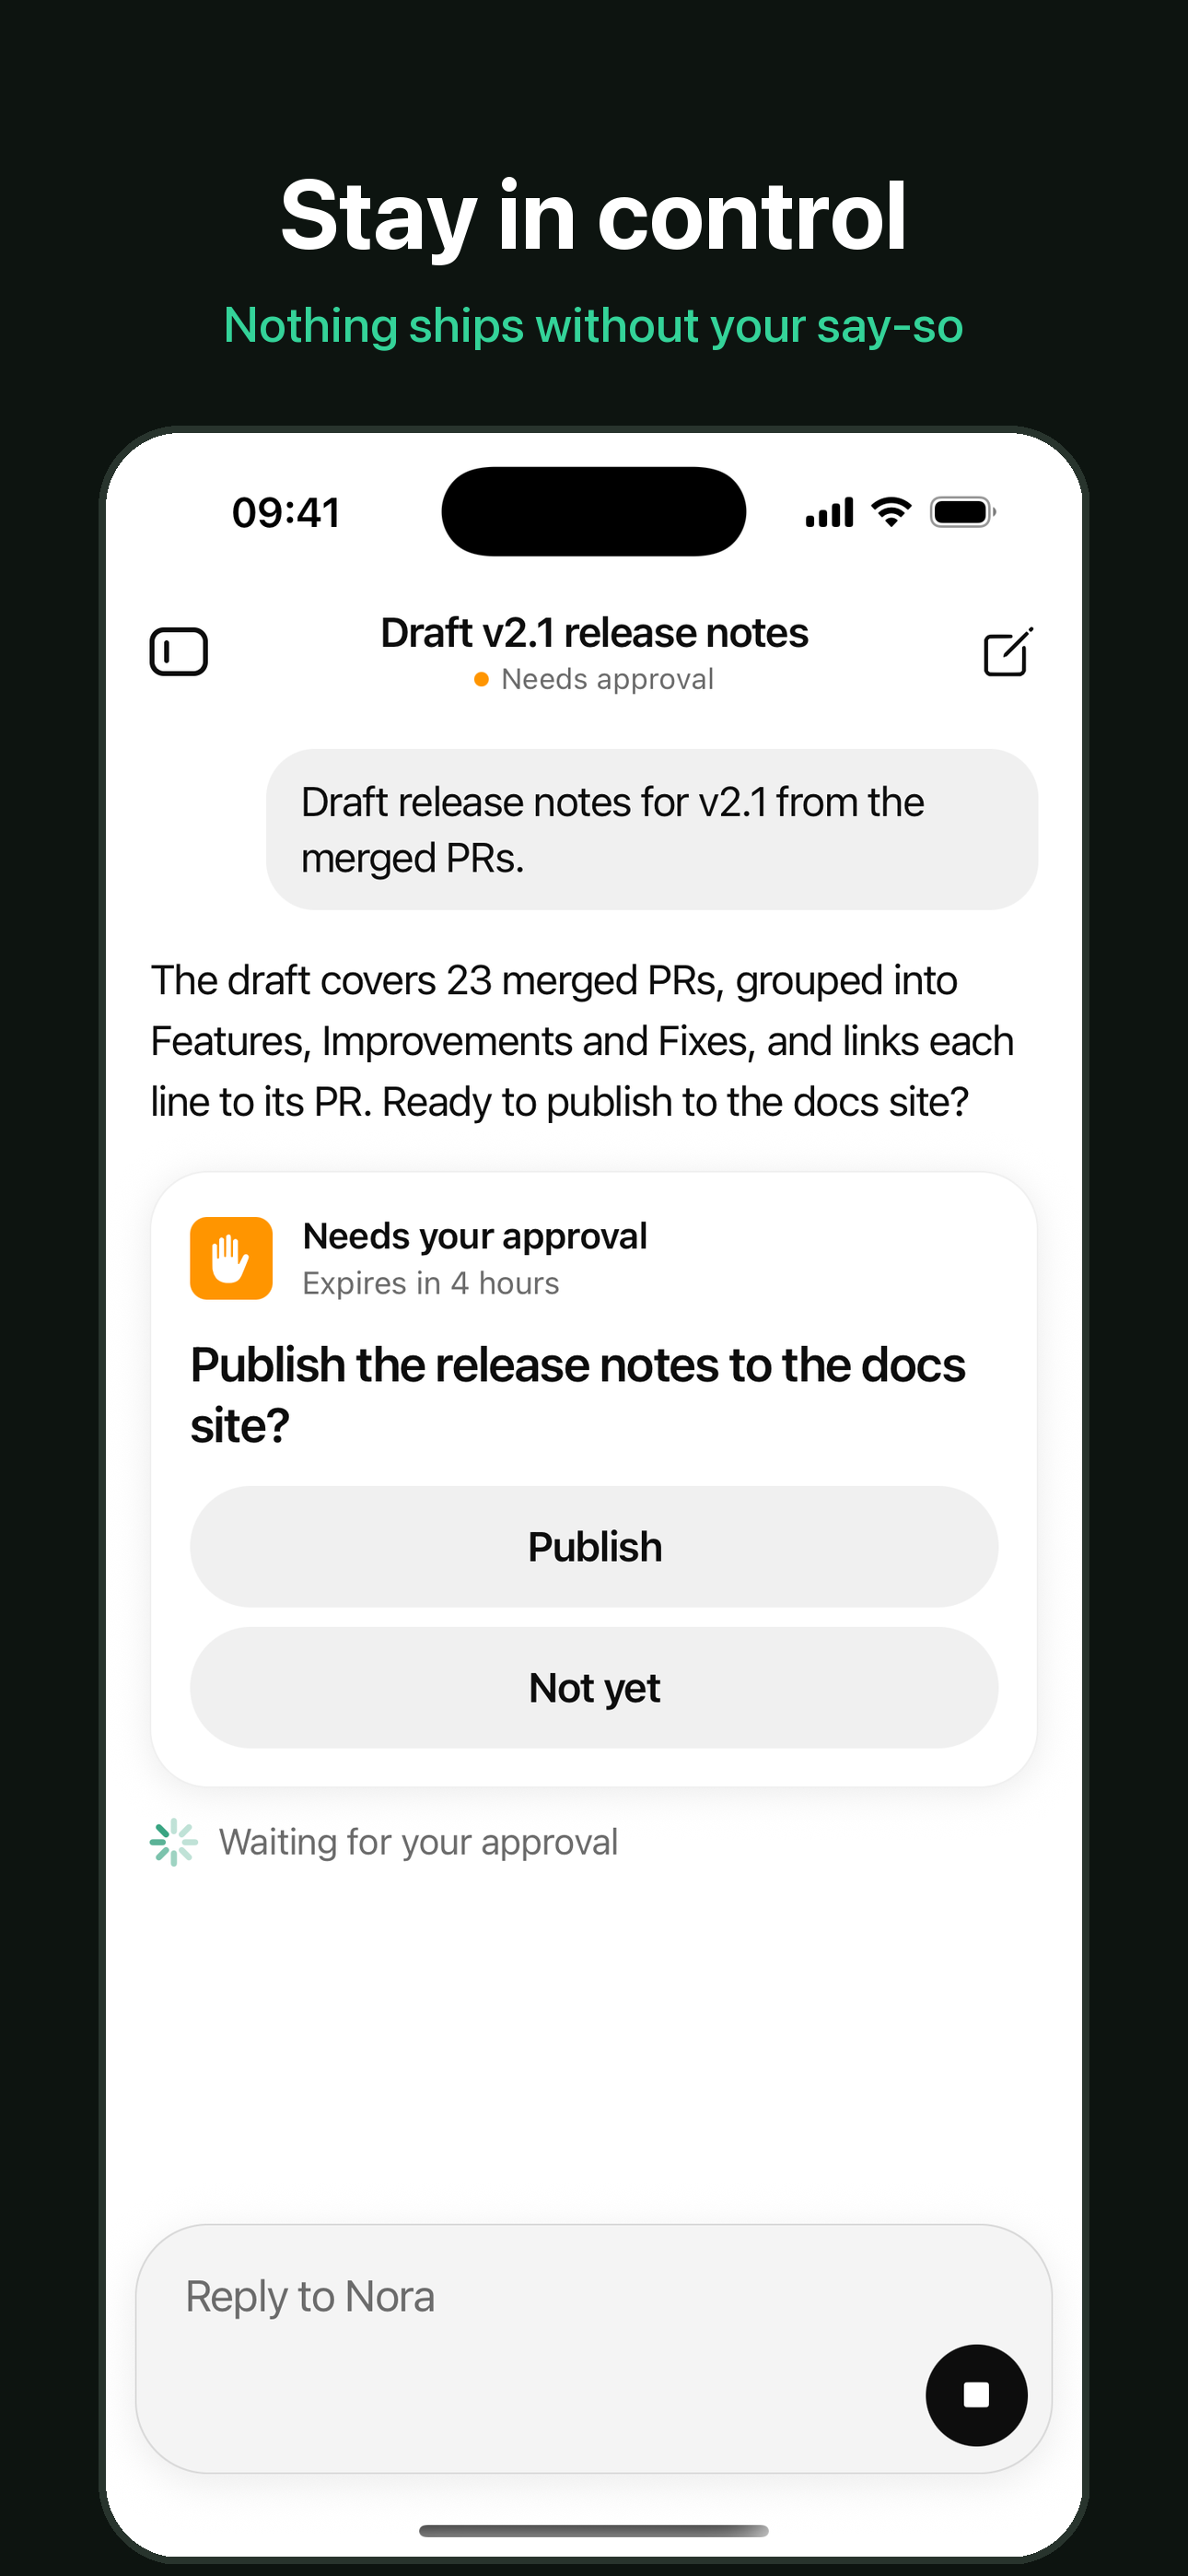 Stay in control
Nothing ships without your say-so
09:41
Draft v2.1 release notes
Needs approval
Draft release notes for v2.1 from the
merged PRs.
The draft covers 23 merged PRs, grouped into
Features, Improvements and Fixes, and links each
line to its PR. Ready to publish to the docs site?
Needs your approval
Expires in 4 hours
Publish the release notes to the docs
site?
Publish
Not yet
Waiting for your approval
Reply to Nora